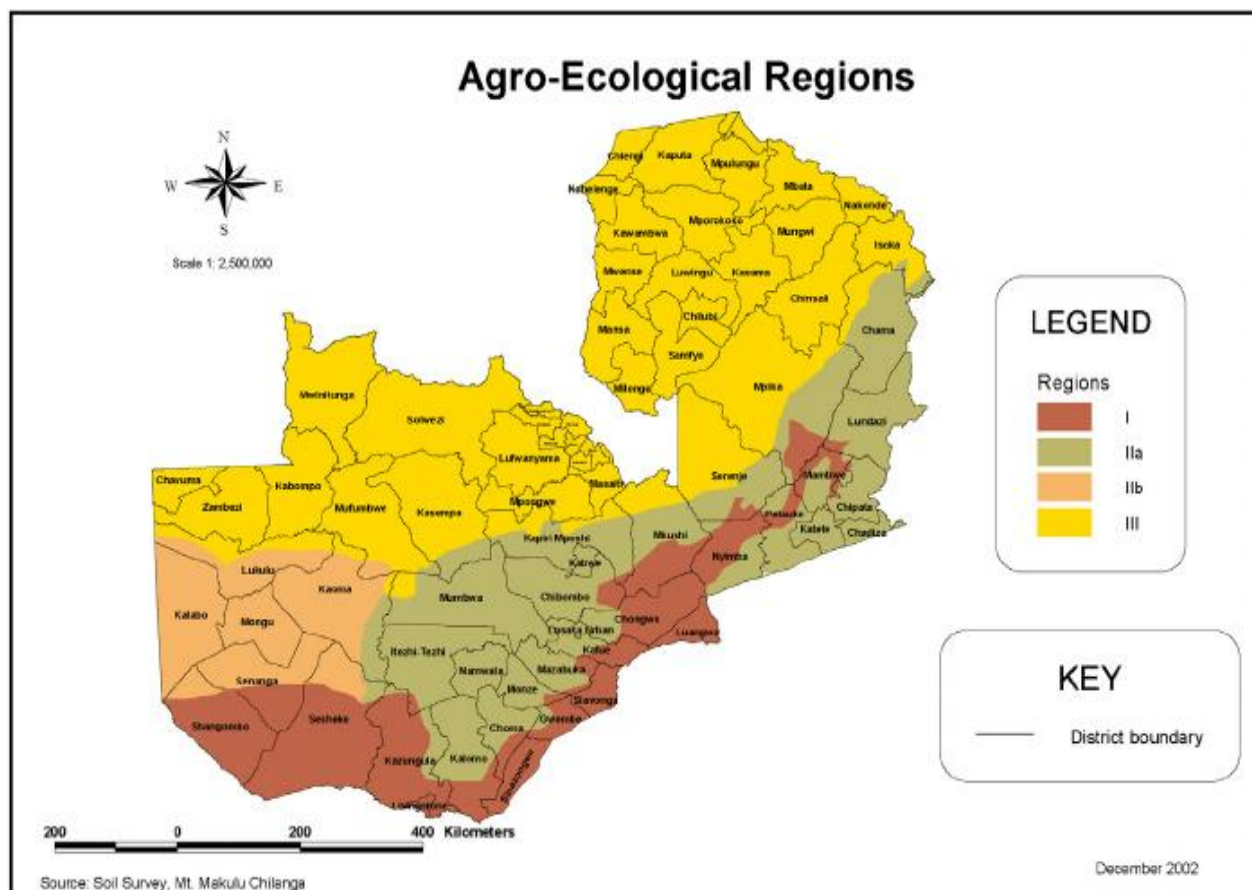 Agro-Ecological Regions
N
W E
S
Scale 1: 2,500,000
Chiengi
Kaputa
Mpulungu
Mbala
Nakonde
Kawambwa
Mporokoso
Mungwi
Isoka
Mwense
Luwingu
Kasama
Chinsali
Chilubi
Mansa
Samfya
Milenge
Mpika
Chama
Lundazi
Mwinilunga
Solwezi
Lufwanyama
Masaiti
Serenje
Mambwe
Chavuma
Zambezi
Kabompo
Mufumbwe
Kasempa
Mpongwe
Petauke
Chipata
Katete
Chadiza
Kapiri Mposhi
Mkushi
Nyimba
Kabwe
Lukulu
Kaoma
Kalabo
Mongu
Mumbwa
Chibombo
Chongwe
Luangwa
Lusaka Urban
Kafue
Itezhi-Tezhi
Namwala
Mazabuka
Monze
Senanga
Siavonga
Gwembe
Shangombo
Sesheke
Choma
Kazungula
Kalomo
Sinazongwe
Livingstone
LEGEND
Regions
I
IIa
IIb
III
KEY
District boundary
200 0 200 400 Kilometers
Source: Soil Survey, Mt. Makulu Chilanga
December 2002